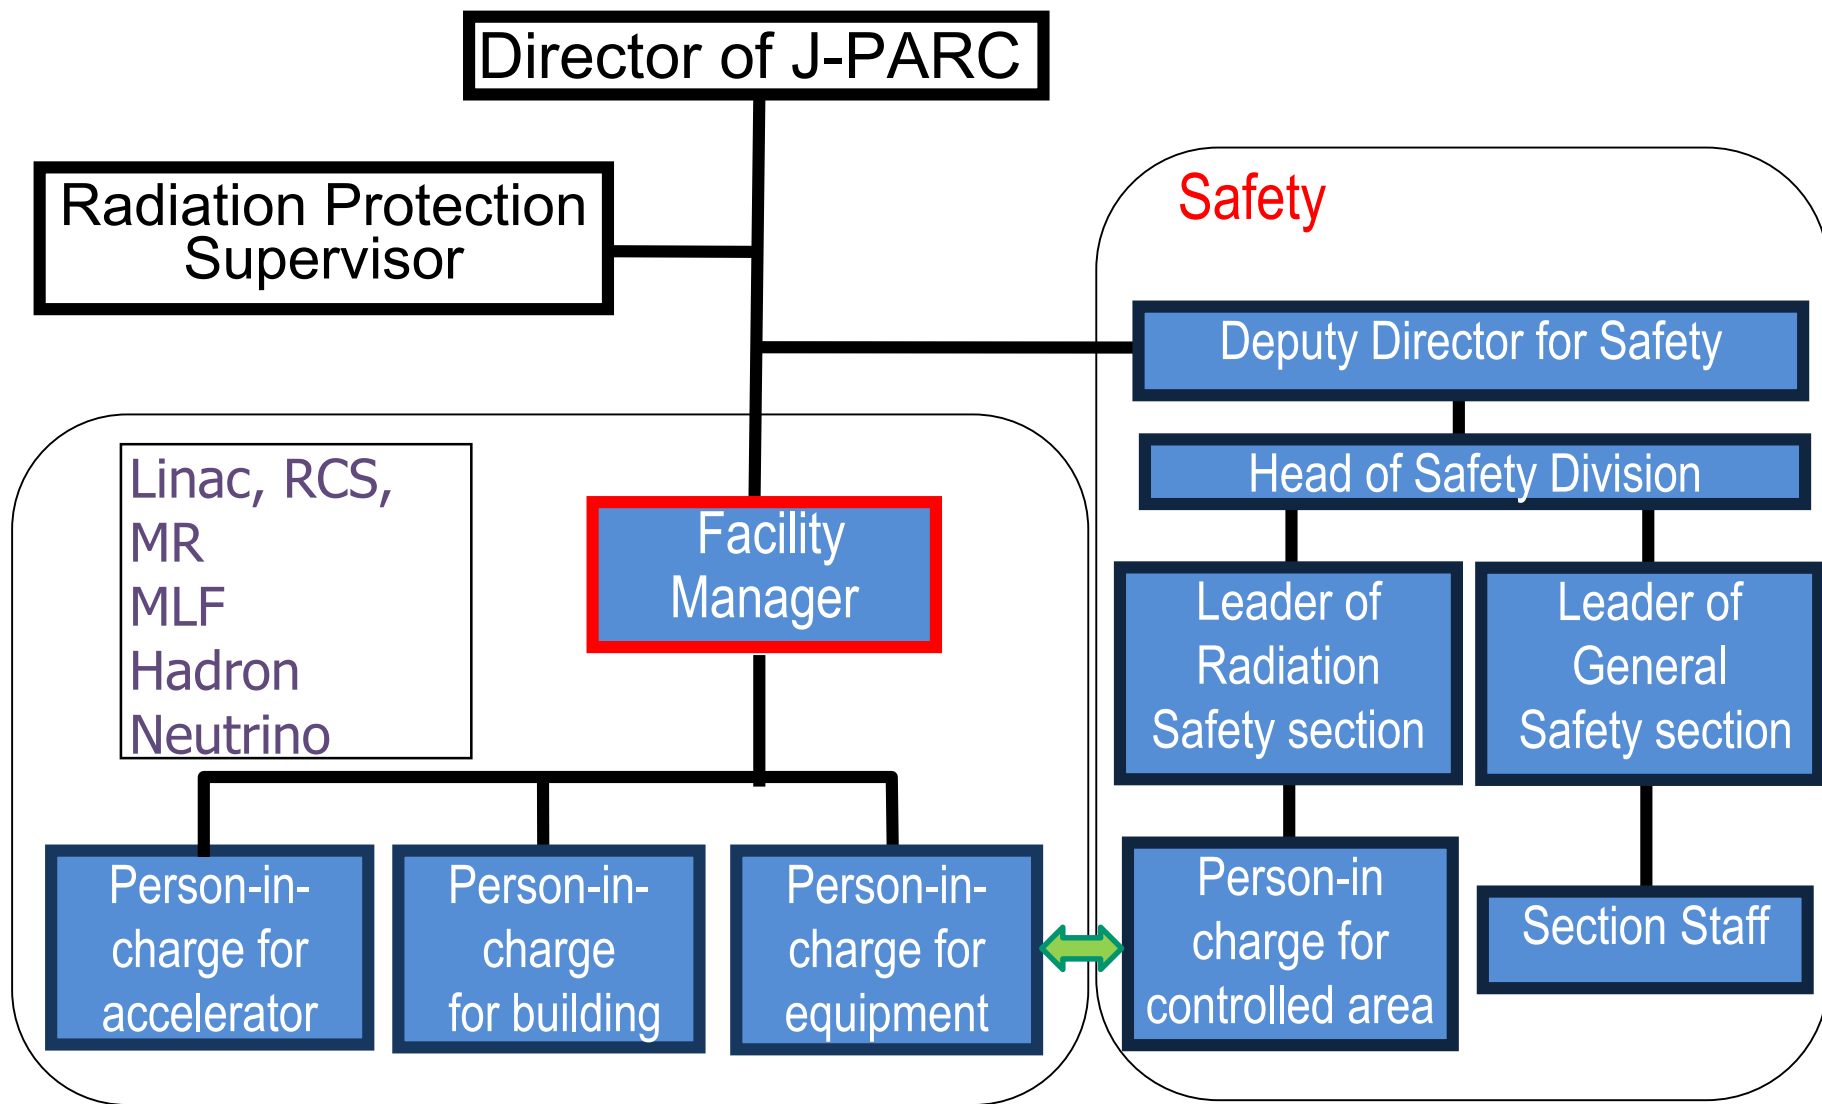 Director of J-PARC
Radiation Protection
Supervisor
Safety
Deputy Director for Safety
Head of Safety Division
Linac, RCS,
MR
MLF
Hadron
Neutrino
Facility
Manager
Leader of
Radiation
Safety section
Leader of
General
Safety section
Person-in-
charge for
accelerator
Person-in-
charge
for building
Person-in-
charge for
equipment
Person-in
charge for
controlled area
Section Staff